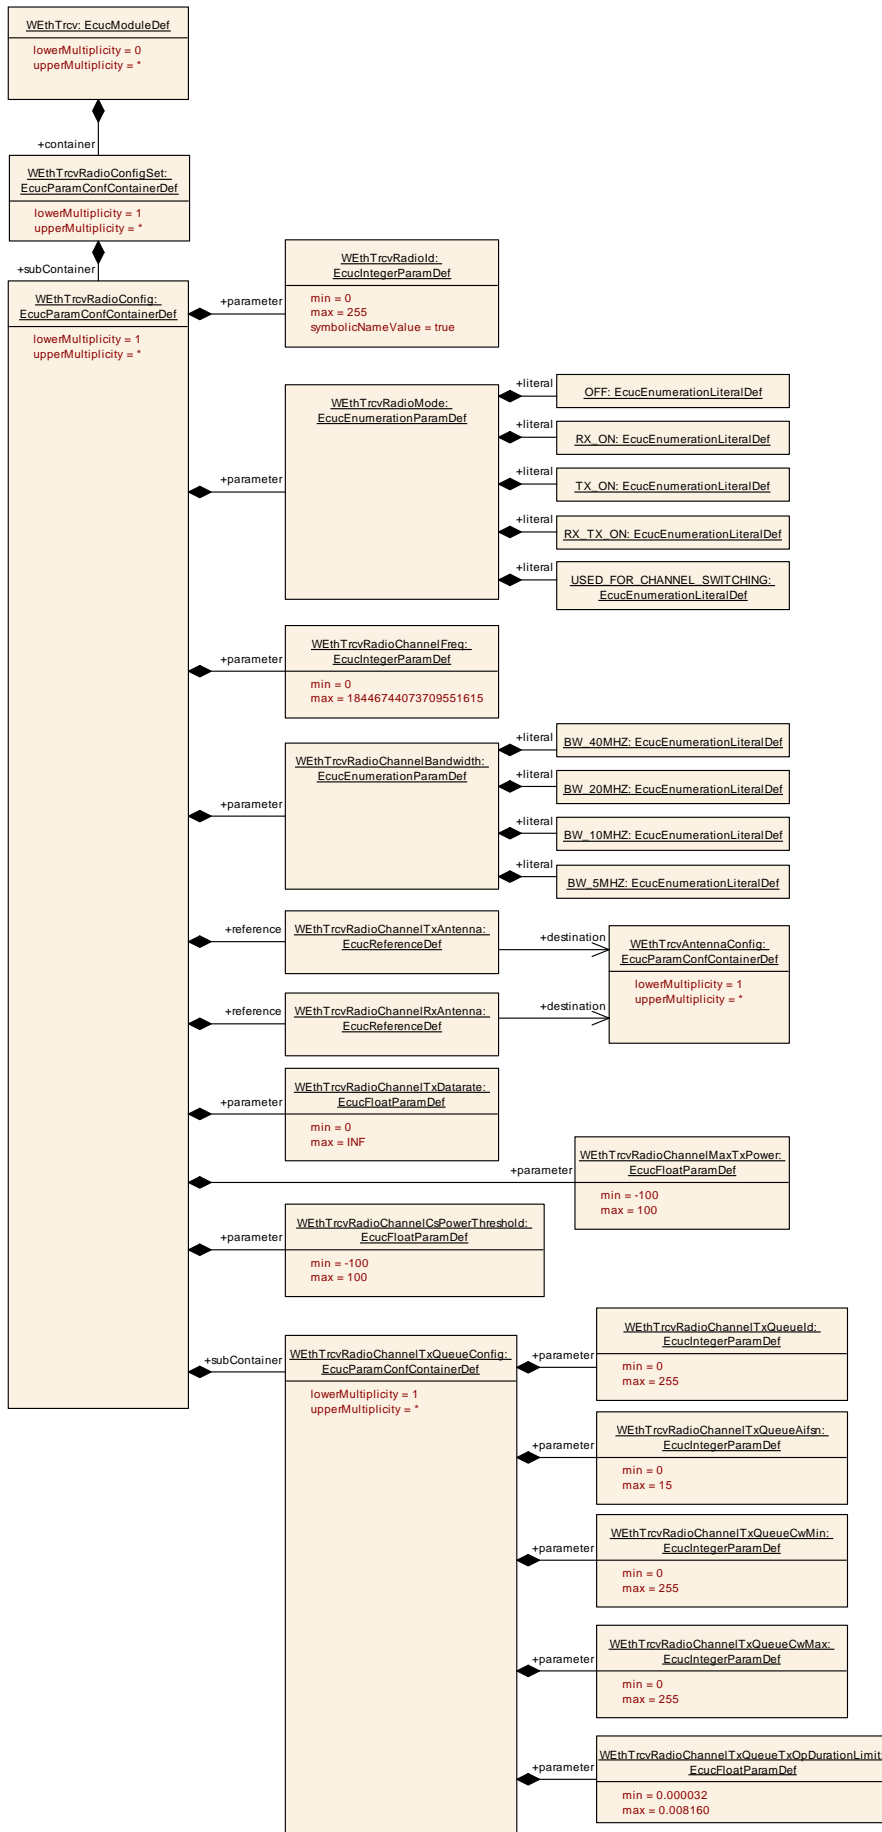 WEthTrcv: EcucModuleDef
lowerMultiplicity = 0
upperMultiplicity = *
+container
WEthTrcvRadioConfigSet:
EcucParamConfContainerDef
lowerMultiplicity = 1
upperMultiplicity = *
+subContainer
WEthTrcvRadioConfig:
EcucParamConfContainerDef
lowerMultiplicity = 1
upperMultiplicity = *
+parameter
WEthTrcvRadioId:
EcucIntegerParamDef
min = 0
max = 255
symbolicNameValue = true
+parameter
WEthTrcvRadioMode:
EcucEnumerationParamDef
+literal
OFF: EcucEnumerationLiteralDef
+literal
RX_ON: EcucEnumerationLiteralDef
+literal
TX_ON: EcucEnumerationLiteralDef
+literal
RX_TX_ON: EcucEnumerationLiteralDef
+literal
USED_FOR_CHANNEL_SWITCHING:
EcucEnumerationLiteralDef
+parameter
WEthTrcvRadioChannelFreq:
EcucIntegerParamDef
min = 0
max = 18446744073709551615
+parameter
WEthTrcvRadioChannelBandwidth:
EcucEnumerationParamDef
+literal
BW_40MHZ: EcucEnumerationLiteralDef
+literal
BW_20MHZ: EcucEnumerationLiteralDef
+literal
BW_10MHZ: EcucEnumerationLiteralDef
+literal
BW_5MHZ: EcucEnumerationLiteralDef
+reference
WEthTrcvRadioChannelTxAntenna:
EcucReferenceDef
+destination
WEthTrcvAntennaConfig:
EcucParamConfContainerDef
lowerMultiplicity = 1
upperMultiplicity = *
+reference
WEthTrcvRadioChannelRxAntenna:
EcucReferenceDef
+destination
+parameter
WEthTrcvRadioChannelTxDatarate:
EcucFloatParamDef
min = 0
max = INF
+parameter
WEthTrcvRadioChannelMaxTxPower:
EcucFloatParamDef
min = -100
max = 100
+parameter
WEthTrcvRadioChannelCsPowerThreshold:
EcucFloatParamDef
min = -100
max = 100
+subContainer
WEthTrcvRadioChannelTxQueueConfig:
EcucParamConfContainerDef
lowerMultiplicity = 1
upperMultiplicity = *
+parameter
WEthTrcvRadioChannelTxQueueId:
EcucIntegerParamDef
min = 0
max = 255
+parameter
WEthTrcvRadioChannelTxQueueAifsn:
EcucIntegerParamDef
min = 0
max = 15
+parameter
WEthTrcvRadioChannelTxQueueCwMin:
EcucIntegerParamDef
min = 0
max = 255
+parameter
WEthTrcvRadioChannelTxQueueCwMax:
EcucIntegerParamDef
min = 0
max = 255
+parameter
WEthTrcvRadioChannelTxQueueTxOpDurationLimit:
EcucFloatParamDef
min = 0.000032
max = 0.008160